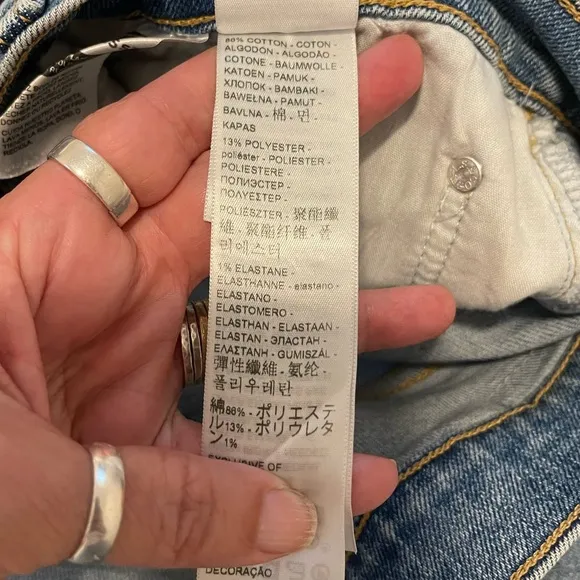 86% COTTON - COTON -
ALGODON - ALGODÃO -
COTONE - BAUMWOLLE -
KATOEN - PAMUK -
ХЛОПОК - BAMBAKI -
BAWEŁNA - PAMUT -
BAVLNA - 棉 - 면 -
KAPAS
13% POLYESTER -
poliéster - POLIESTER -
POLIESTERE -
ПОЛИЭСТЕР -
ΠΟΛΥΕΣΤΕΡ -
POLIÉSZTER - 聚酯纖
維 - 聚酯纤维 - 폴
리에스터
1% ELASTANE -
ELASTHANNE - elastano -
ELASTANO -
ELASTOMERO -
ELASTHAN - ELASTAAN -
ELASTAN - ЭЛАСТАН -
ΕΛΑΣΤΑΝΗ - GUMISZÁL -
彈性纖維 - 氨纶 -
폴리우레탄
綿86% - ポリエステ
ル13% - ポリウレタ
ン1%
EXCLUSIVE OF
DECORAÇÃO